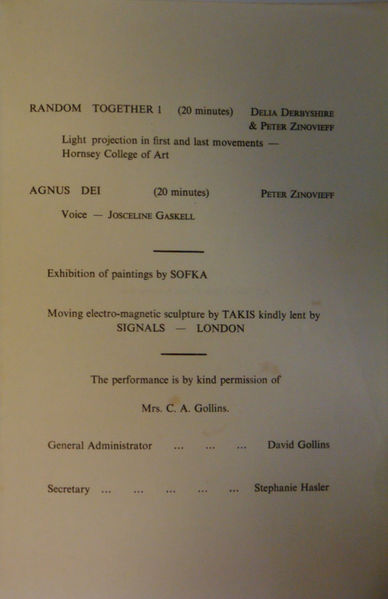 RANDOM TOGETHER 1 (20 minutes) DELIA DERBYSHIRE
& PETER ZINOVIEFF
Light projection in first and last movements —
Hornsey College of Art
AGNUS DEI (20 minutes) PETER ZINOVIEFF
Voice — JOSCELINE GASKELL
Exhibition of paintings by SOFKA
Moving electro-magnetic sculpture by TAKIS kindly lent by
SIGNALS — LONDON
The performance is by kind permission of
Mrs. C. A. Gollins.
General Administrator ... ... ... David Gollins
Secretary ... ... ... ... ... Stephanie Hasler